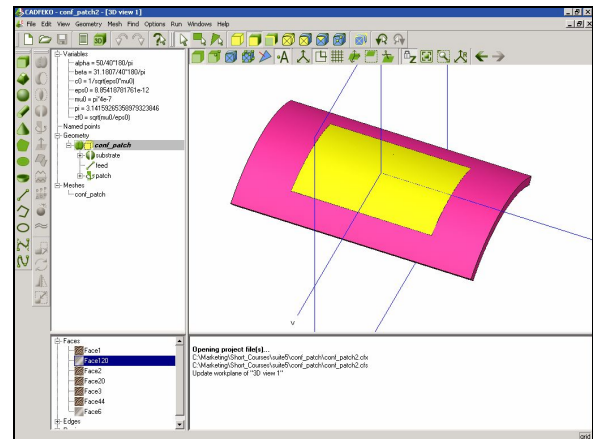 CADFEKO - conf_patch2 - [3D view 1]
File Edit View Geometry Mesh Find Options Run Windows Help
Variables
alpha = 50/40*180/pi
beta = 31.1807/40*180/pi
c0 = 1/sqrt(eps0*mu0)
eps0 = 8.85418781761e-12
mu0 = pi*4e-7
pi = 3.14159265358979323846
zf0 = sqrt(mu0/eps0)
Named points
Geometry
conf_patch
substrate
feed
patch
Meshes
conf_patch
V
Faces
Face1
Face120
Face2
Face20
Face3
Face44
Face6
Edges
Opening project file(s)...
C:\Marketing\Short_Courses\suite5\conf_patch\conf_patch2.cfx
C:\Marketing\Short_Courses\suite5\conf_patch\conf_patch2.cfs
Update workplane of "3D view 1"
grid